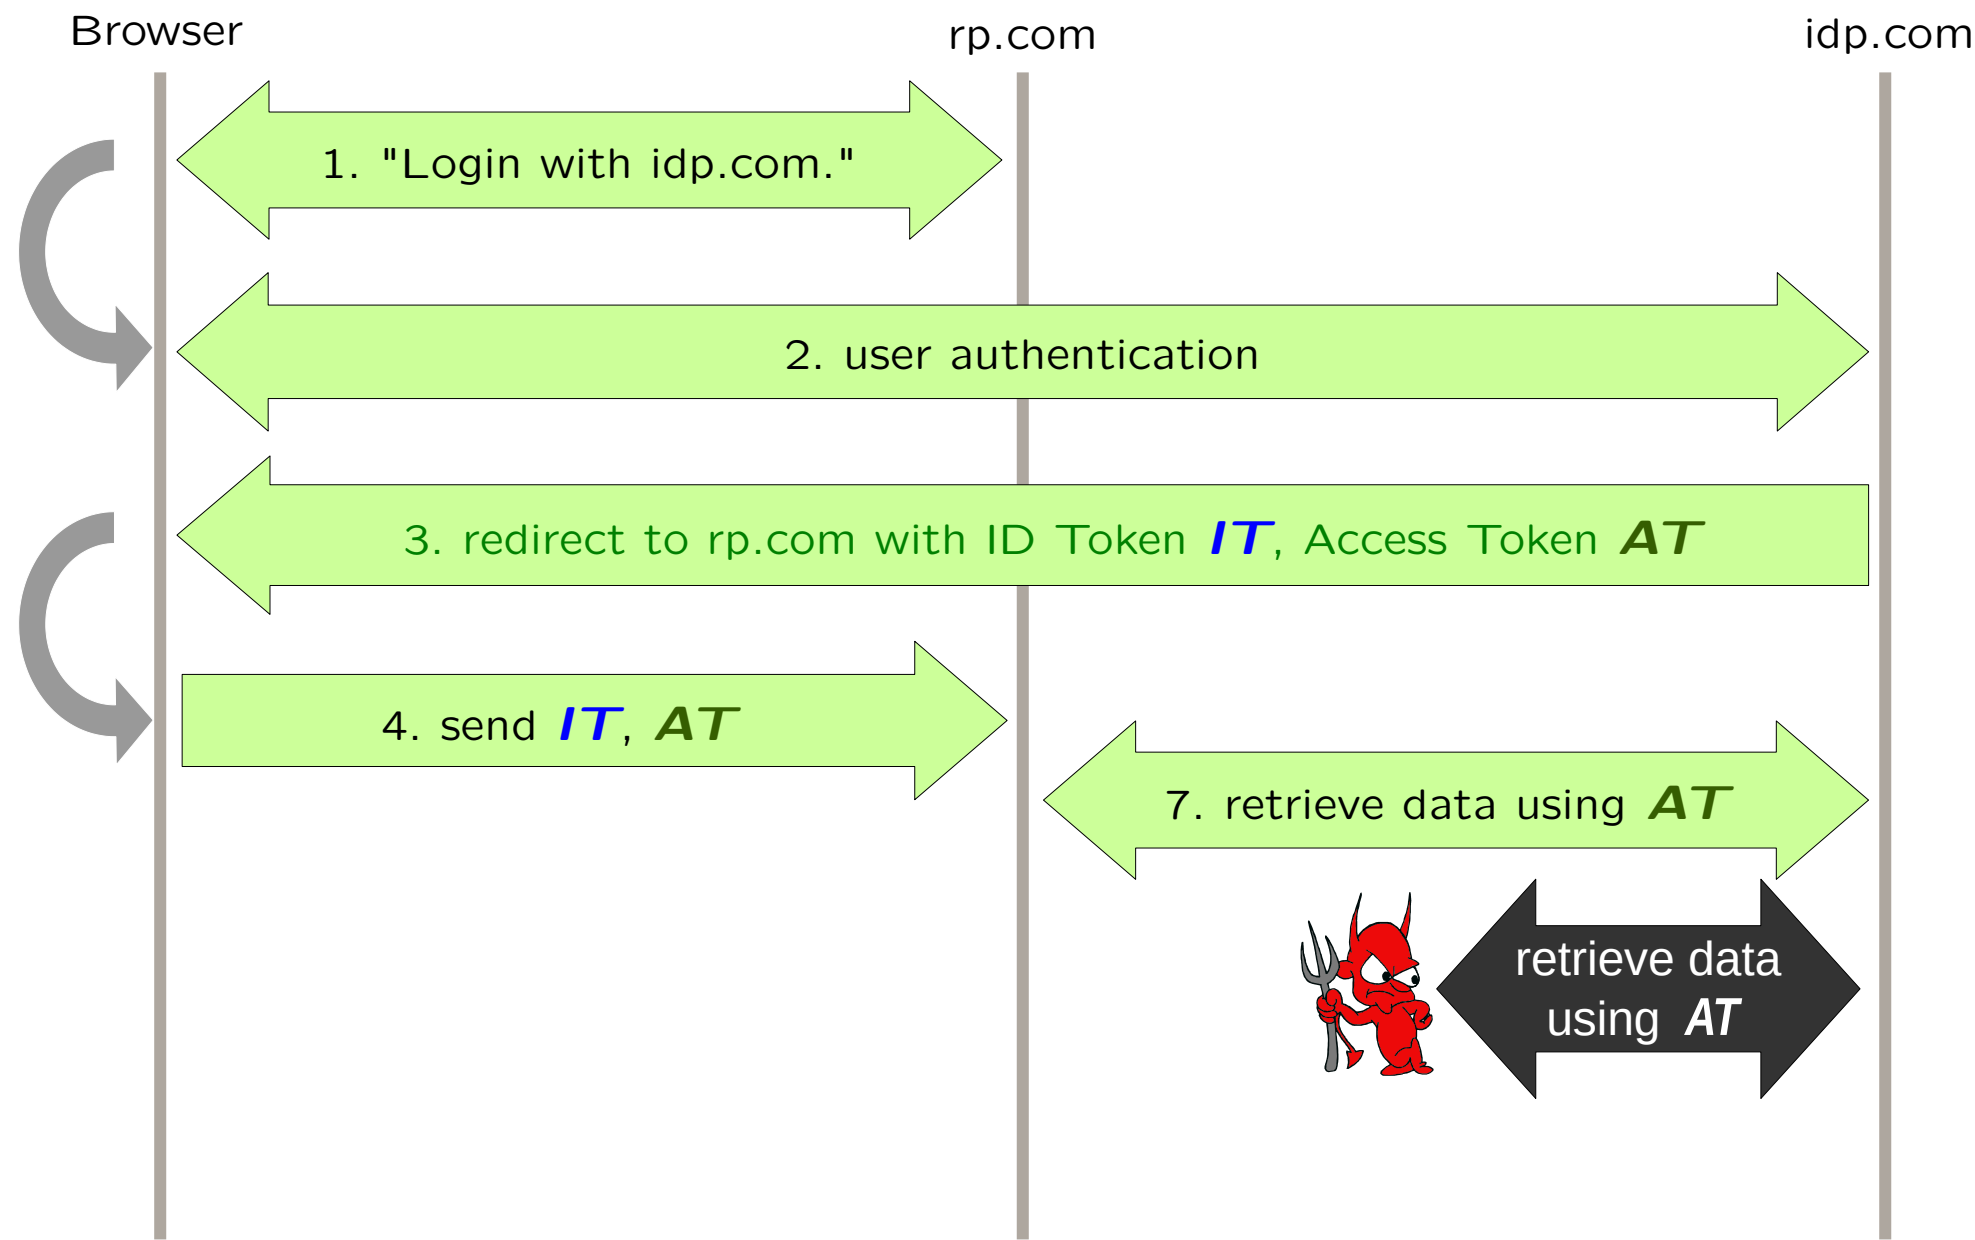 Browser
rp.com
idp.com
1. "Login with idp.com."
2. user authentication
3. redirect to rp.com with ID Token IT, Access Token AT
4. send IT, AT
7. retrieve data using AT
retrieve data
using AT